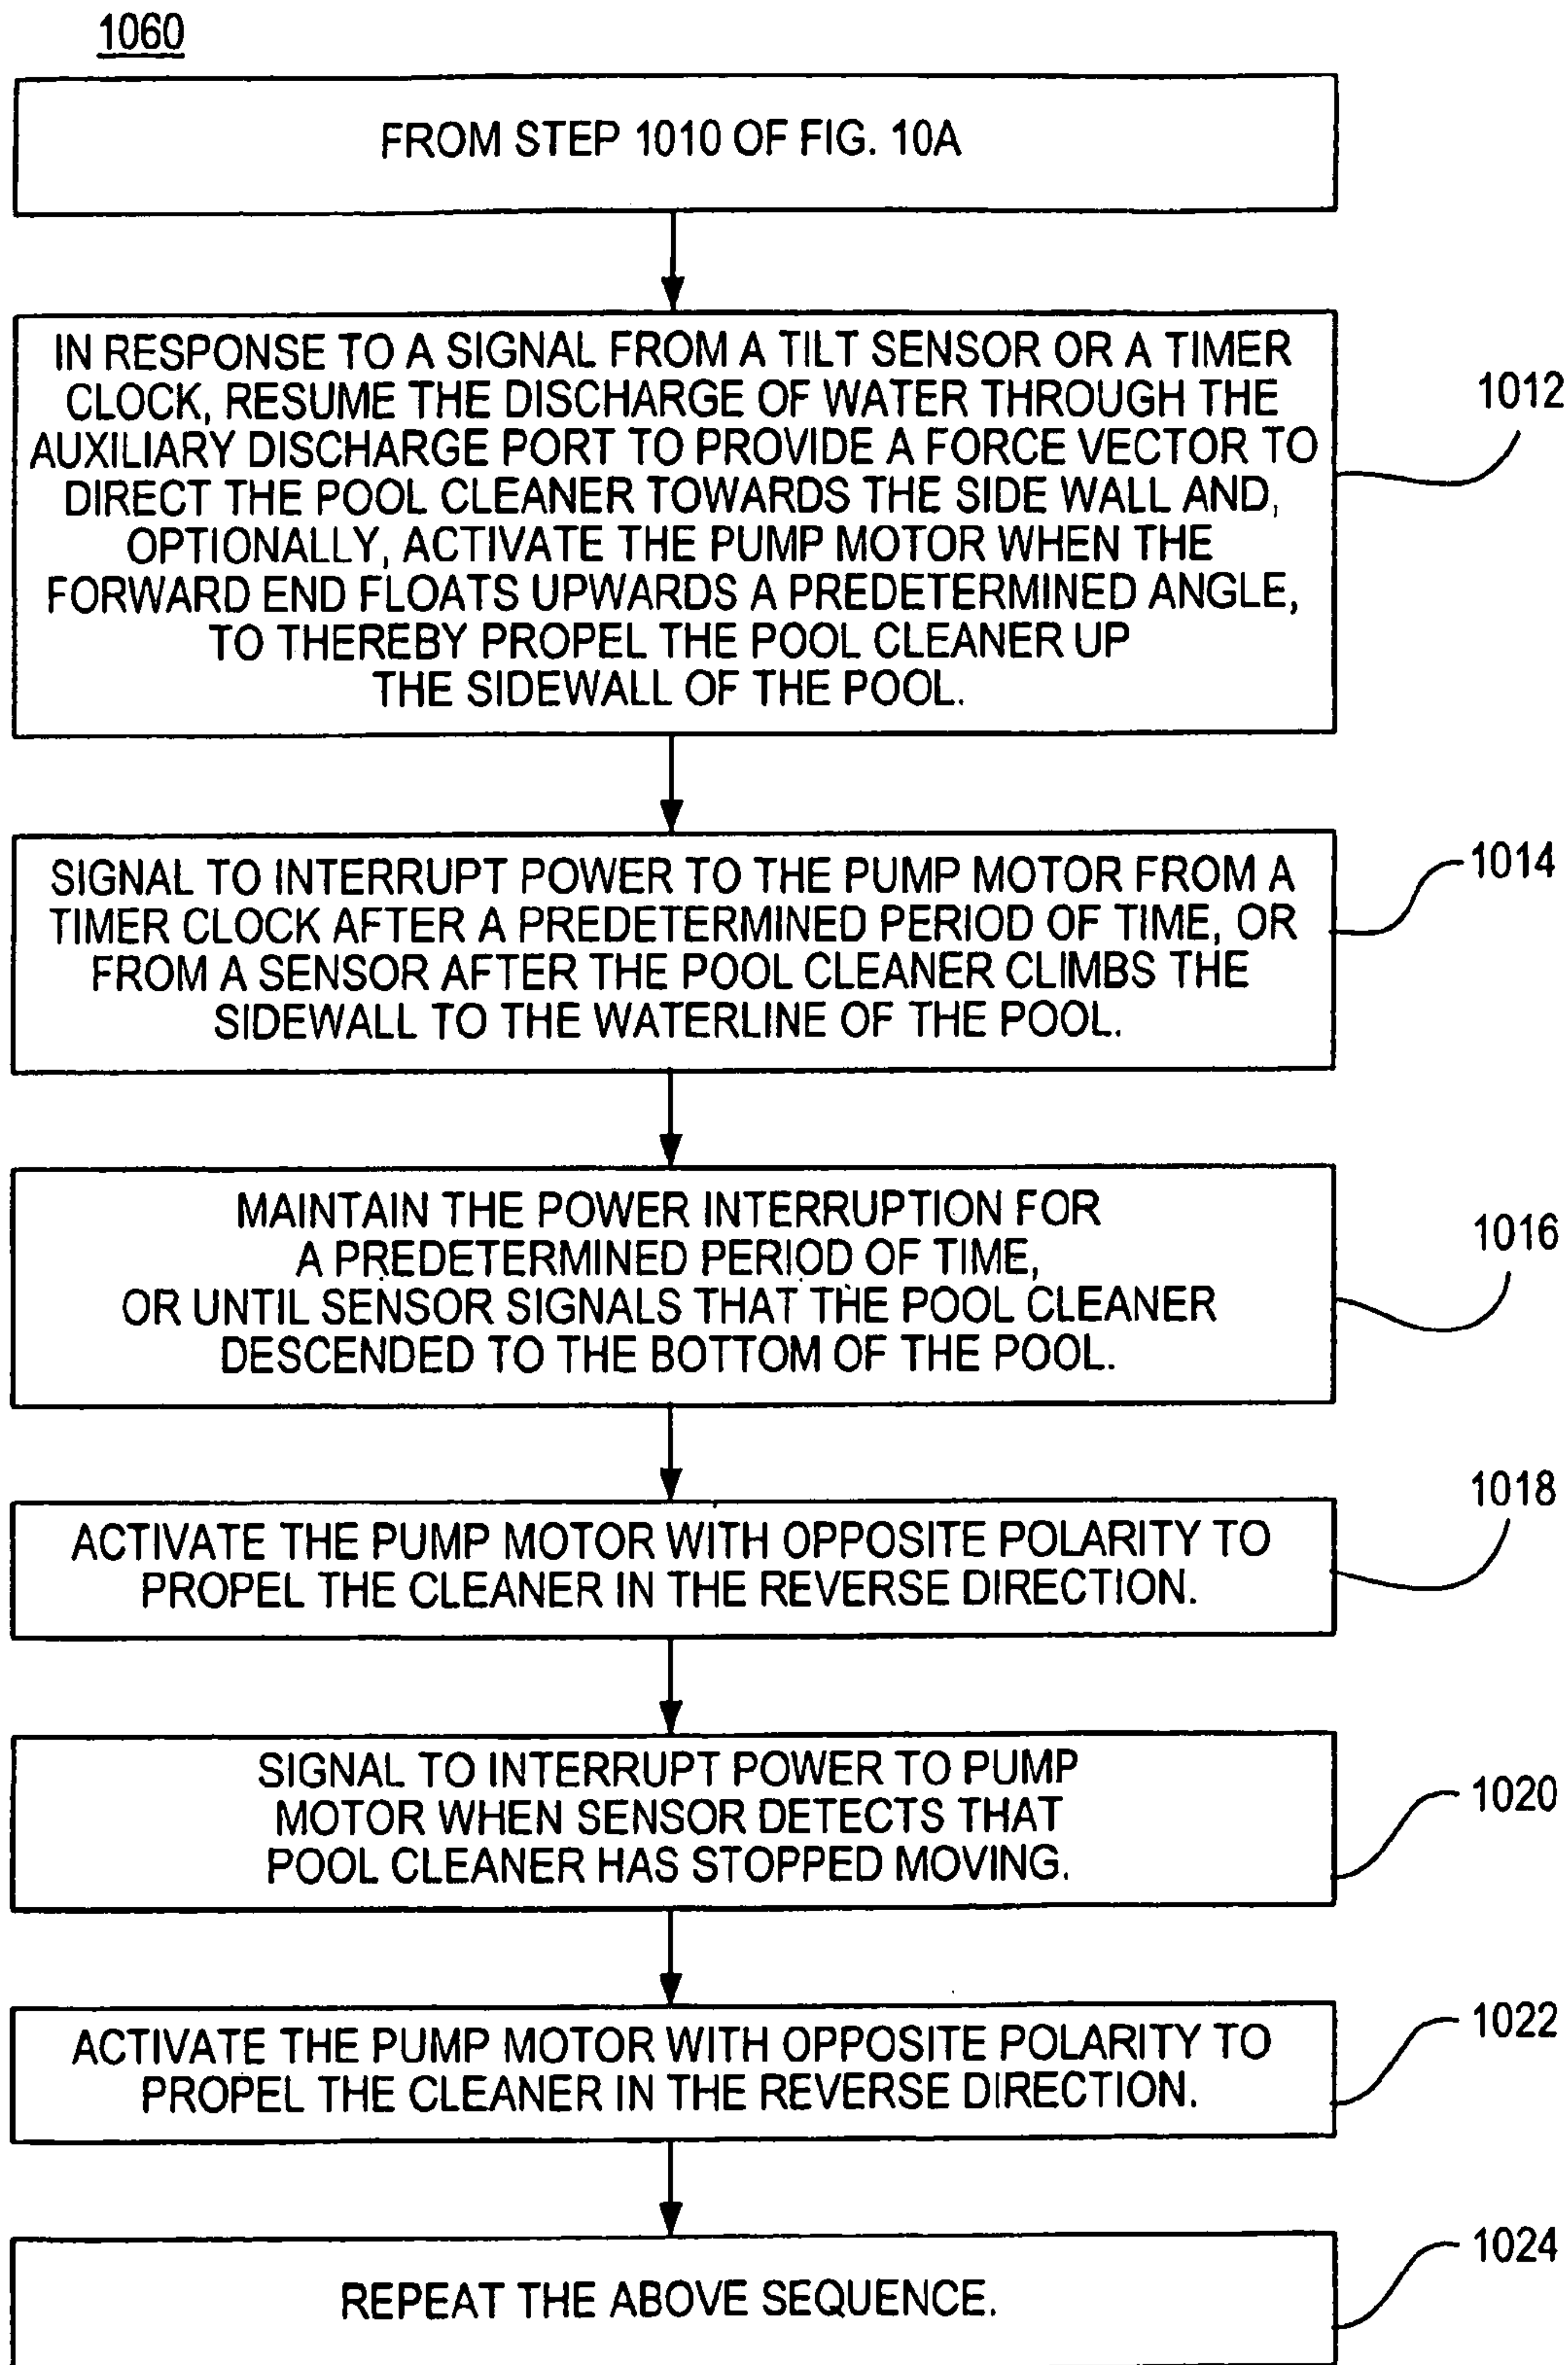 1060
FROM STEP 1010 OF FIG. 10A
IN RESPONSE TO A SIGNAL FROM A TILT SENSOR OR A TIMER
CLOCK, RESUME THE DISCHARGE OF WATER THROUGH THE
AUXILIARY DISCHARGE PORT TO PROVIDE A FORCE VECTOR TO
DIRECT THE POOL CLEANER TOWARDS THE SIDE WALL AND,
OPTIONALLY, ACTIVATE THE PUMP MOTOR WHEN THE
FORWARD END FLOATS UPWARDS A PREDETERMINED ANGLE,
TO THEREBY PROPEL THE POOL CLEANER UP
THE SIDEWALL OF THE POOL.
1012
SIGNAL TO INTERRUPT POWER TO THE PUMP MOTOR FROM A
TIMER CLOCK AFTER A PREDETERMINED PERIOD OF TIME, OR
FROM A SENSOR AFTER THE POOL CLEANER CLIMBS THE
SIDEWALL TO THE WATERLINE OF THE POOL.
1014
MAINTAIN THE POWER INTERRUPTION FOR
A PREDETERMINED PERIOD OF TIME,
OR UNTIL SENSOR SIGNALS THAT THE POOL CLEANER
DESCENDED TO THE BOTTOM OF THE POOL.
1016
ACTIVATE THE PUMP MOTOR WITH OPPOSITE POLARITY TO
PROPEL THE CLEANER IN THE REVERSE DIRECTION.
1018
SIGNAL TO INTERRUPT POWER TO PUMP
MOTOR WHEN SENSOR DETECTS THAT
POOL CLEANER HAS STOPPED MOVING.
1020
ACTIVATE THE PUMP MOTOR WITH OPPOSITE POLARITY TO
PROPEL THE CLEANER IN THE REVERSE DIRECTION.
1022
REPEAT THE ABOVE SEQUENCE.
1024